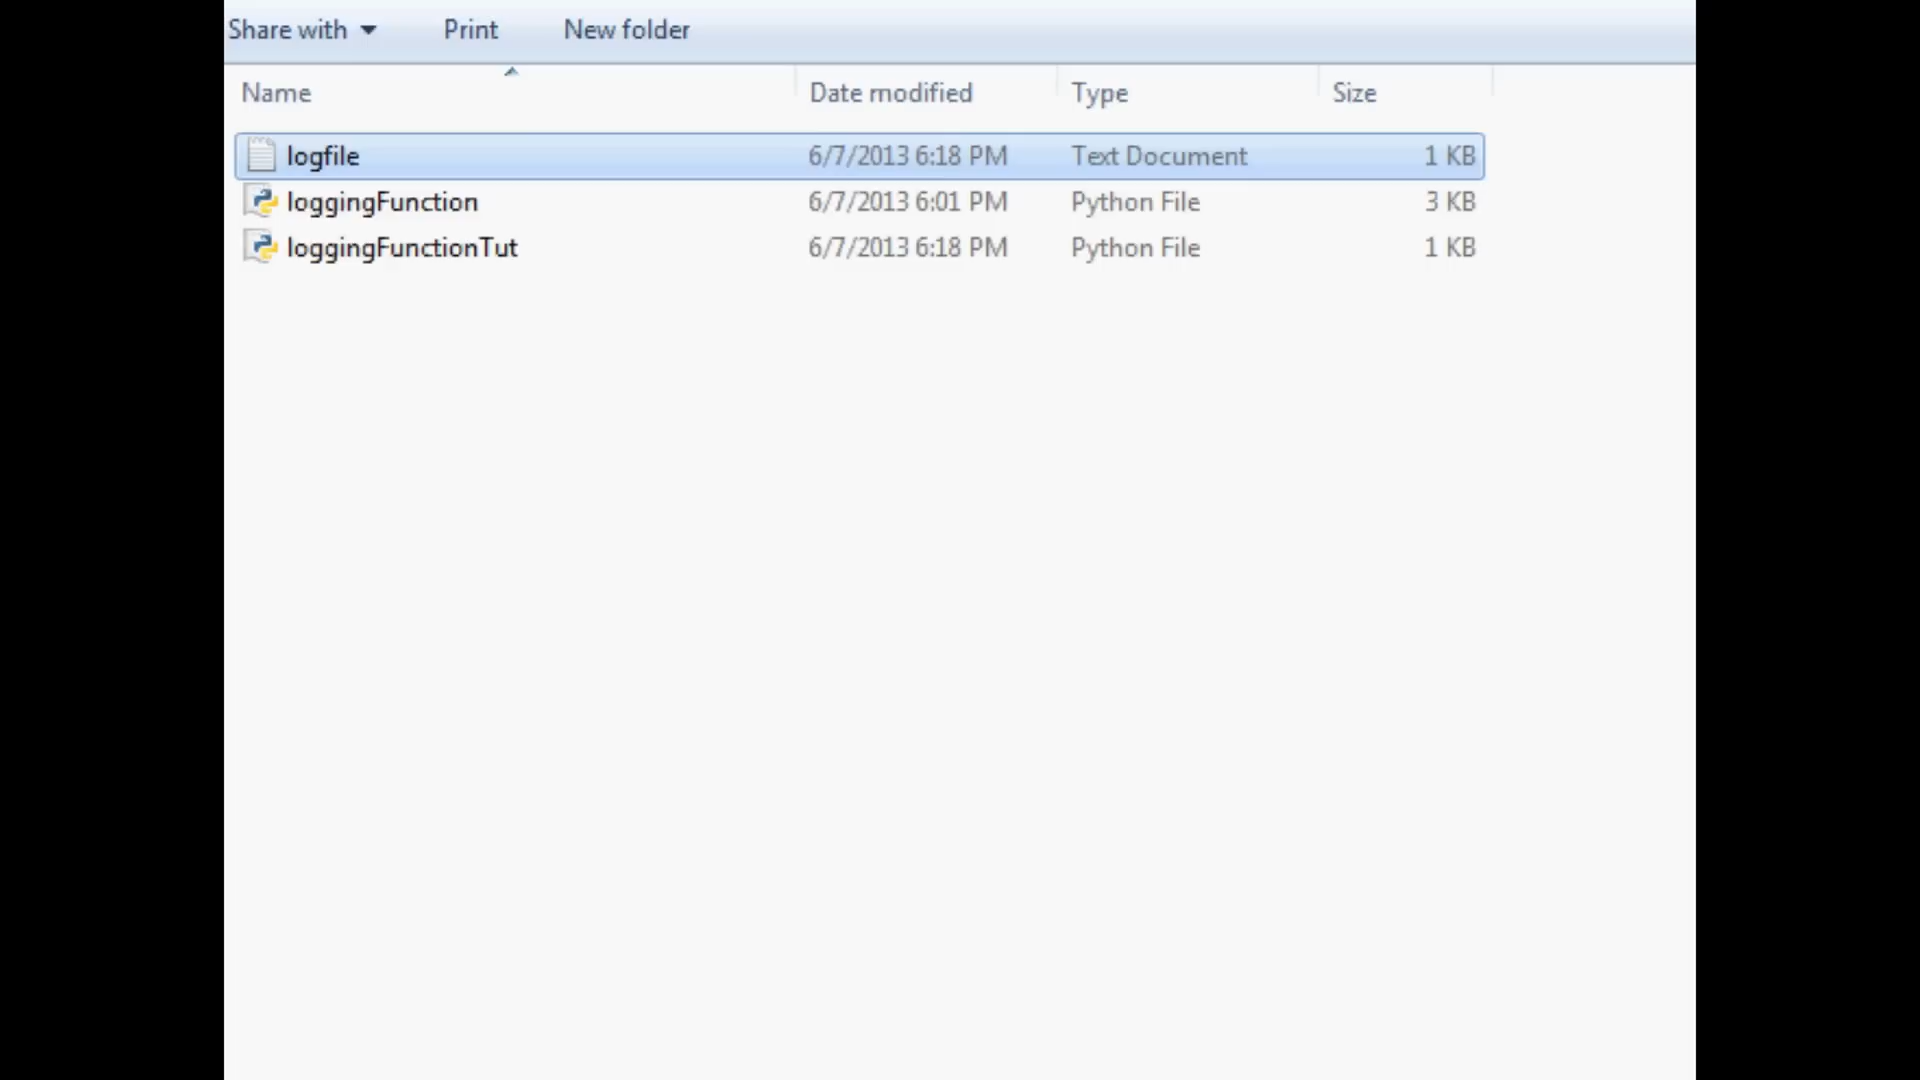 Share with Print New folder
Name Date modified Type Size
logfile 6/7/2013 6:18 PM Text Document 1 KB
loggingFunction 6/7/2013 6:01 PM Python File 3 KB
loggingFunctionTut 6/7/2013 6:18 PM Python File 1 KB